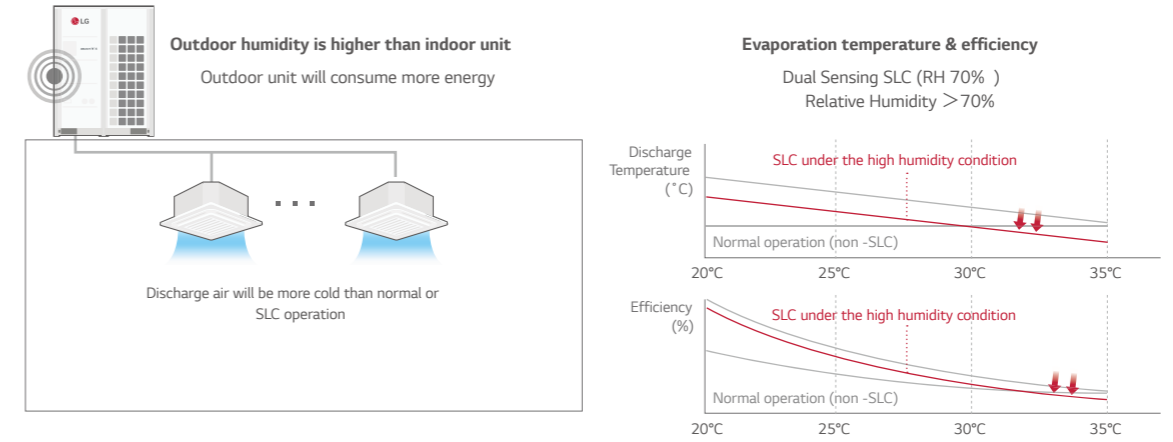 LG
Outdoor humidity is higher than indoor unit
Outdoor unit will consume more energy
Discharge air will be more cold than normal or
SLC operation
Evaporation temperature & efficiency
Dual Sensing SLC (RH 70% )
Relative Humidity ＞70%
Discharge
Temperature
(˚C)
SLC under the high humidity condition
Normal operation (non -SLC)
20℃ 25℃ 30℃ 35℃
Efficiency
(%)
SLC under the high humidity condition
Normal operation (non -SLC)
20℃ 25℃ 30℃ 35℃